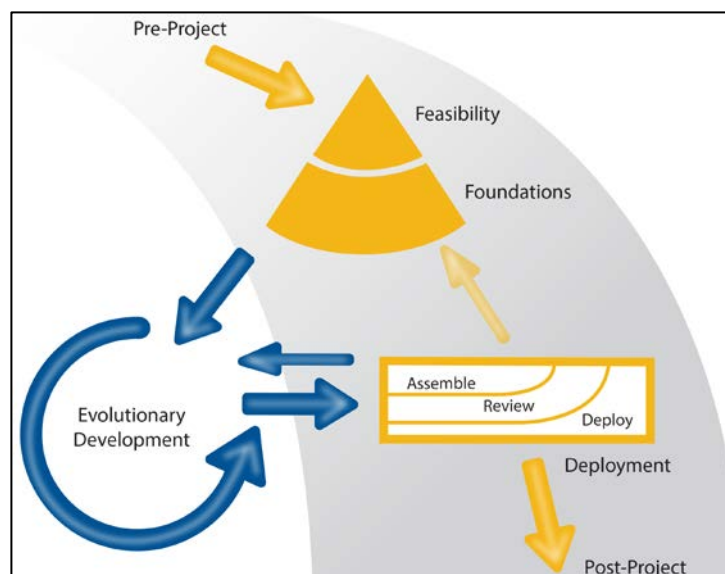 Pre-Project
Feasibility
Foundations
Evolutionary
Development
Assemble
Review
Deploy
Deployment
Post-Project